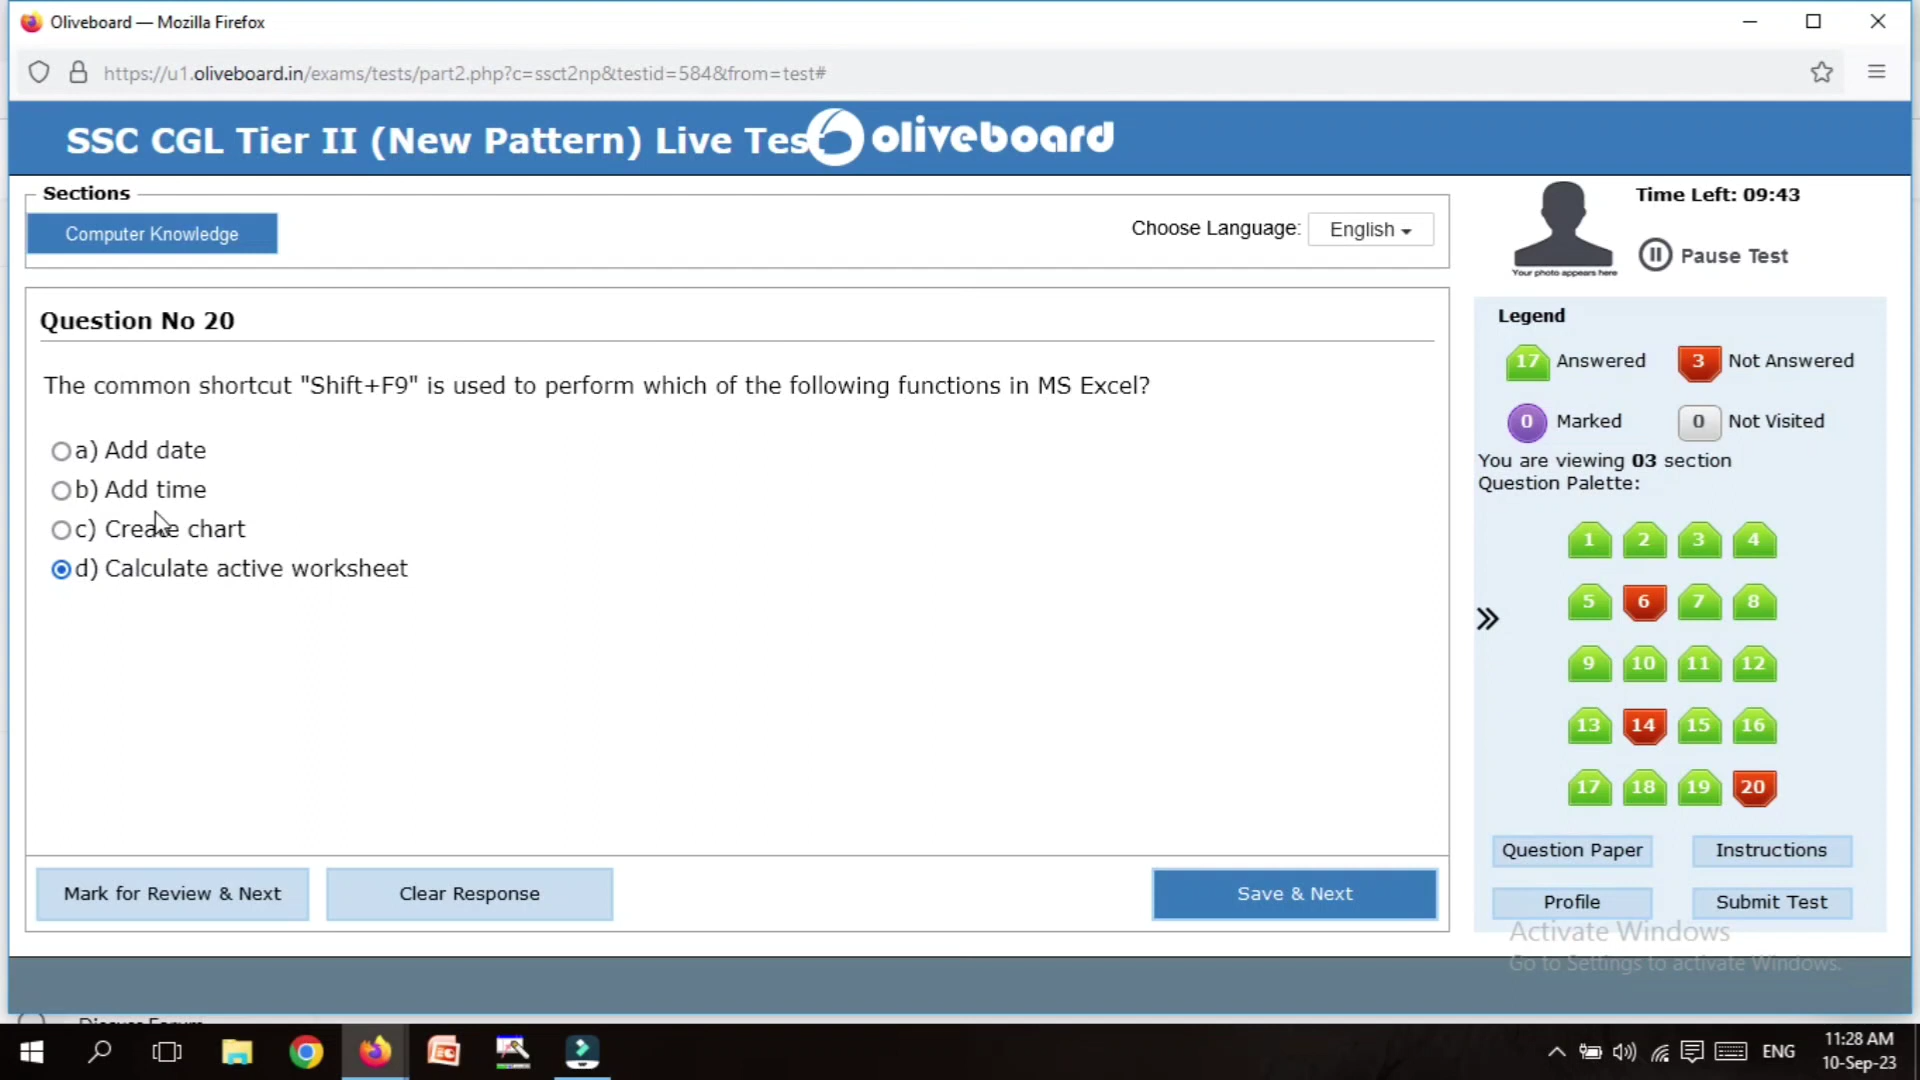 Oliveboard — Mozilla Firefox
https://u1.oliveboard.in/exams/tests/part2.php?c=ssct2np&testid=584&from=test#
SSC CGL Tier II (New Pattern) Live Tes
oliveboard
Sections
Computer Knowledge
Choose Language:
English
Your photo appears here
Time Left: 09:43
Pause Test
Question No 20
The common shortcut "Shift+F9" is used to perform which of the following functions in MS Excel?
a) Add date
b) Add time
c) Create chart
d) Calculate active worksheet
Mark for Review & Next
Clear Response
Save & Next
Legend
17 Answered
3 Not Answered
0 Marked
0 Not Visited
You are viewing 03 section
Question Palette:
1 2 3 4
5 6 7 8
9 10 11 12
13 14 15 16
17 18 19 20
Question Paper
Instructions
Profile
Submit Test
Activate Windows
Go to Settings to activate Windows.
ENG
11:28 AM
10-Sep-23